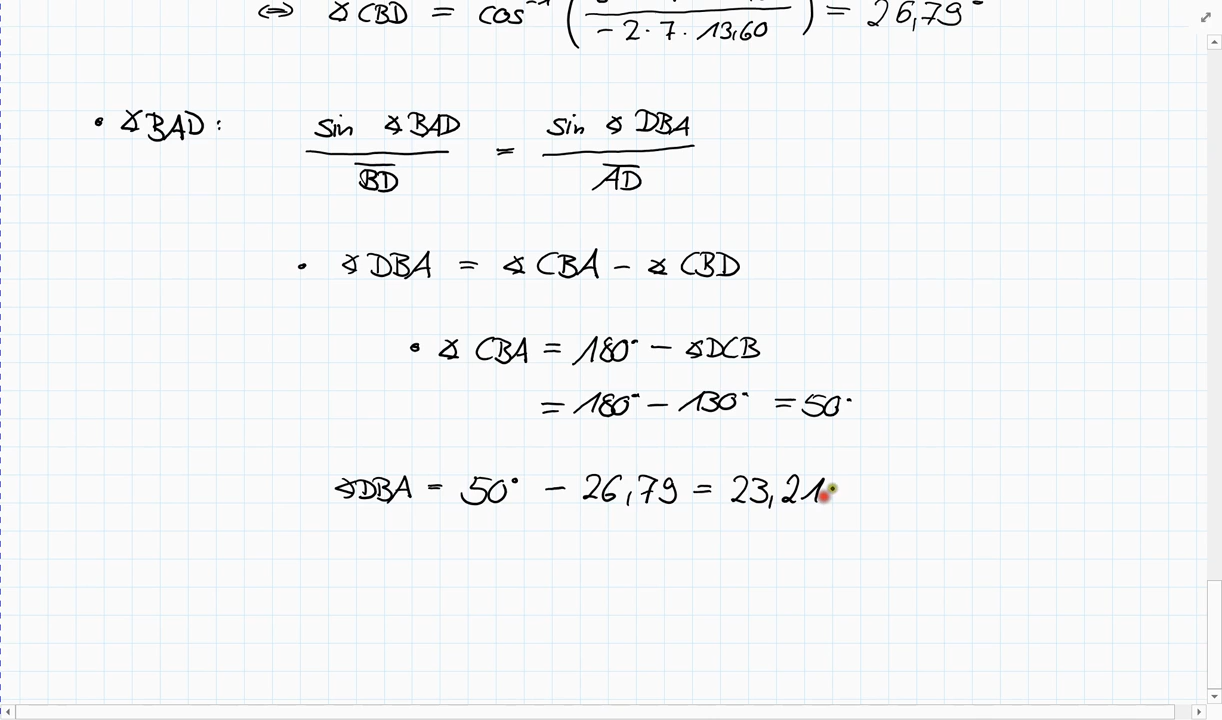 ⇔ ∢ CBD = cos⁻¹ ( / -2·7·13,60 ) = 26,79°
• ∢BAD: sin ∢BAD / BD = sin ∢ DBA / AD
• ∢DBA = ∢ CBA - ∢ CBD
• ∢ CBA = 180° - ∢DCB
= 180° - 130° = 50°
∢DBA = 50° - 26,79 = 23,21°